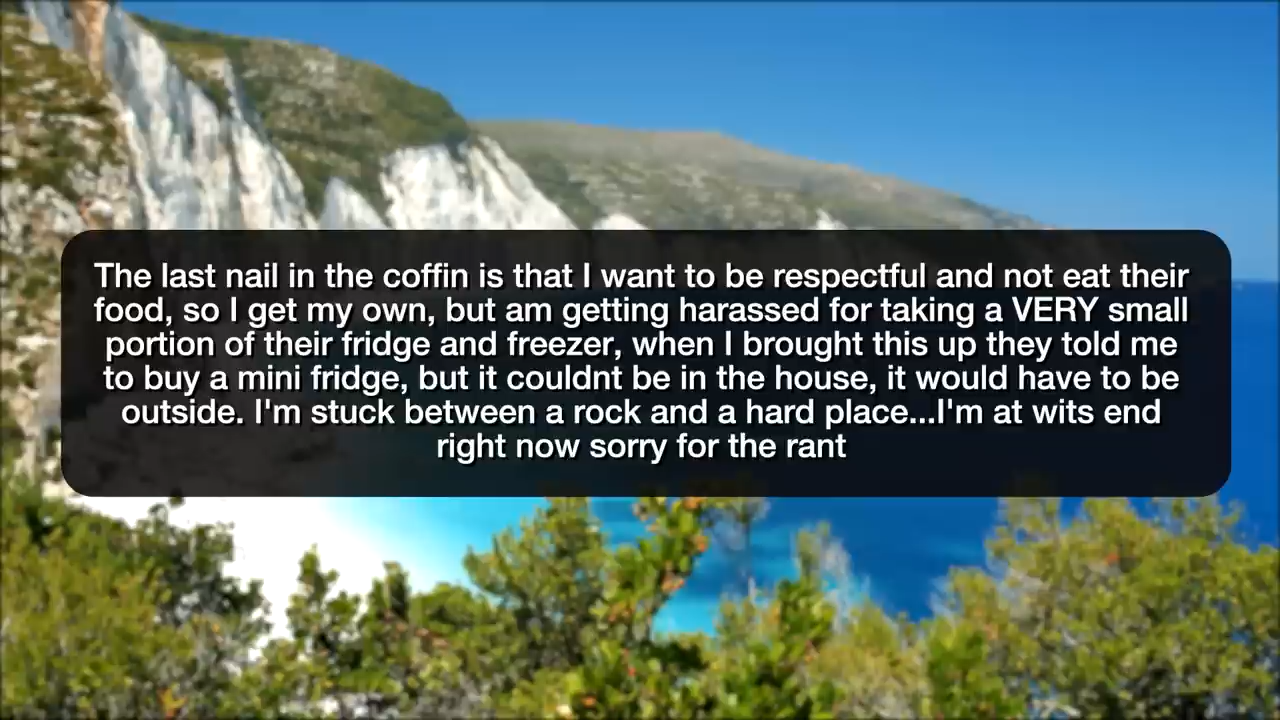 The last nail in the coffin is that I want to be respectful and not eat their
food, so I get my own, but am getting harassed for taking a VERY small
portion of their fridge and freezer, when I brought this up they told me
to buy a mini fridge, but it couldnt be in the house, it would have to be
outside. I'm stuck between a rock and a hard place...I'm at wits end
right now sorry for the rant